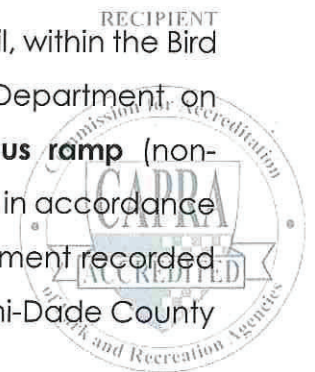 RECIPIENT
il, within the Bird
Department on
us ramp (non-
in accordance
ment recorded
ni-Dade County
Commission for Accreditation
CAPRA
ACCREDITED
of Park and Recreation Agencies